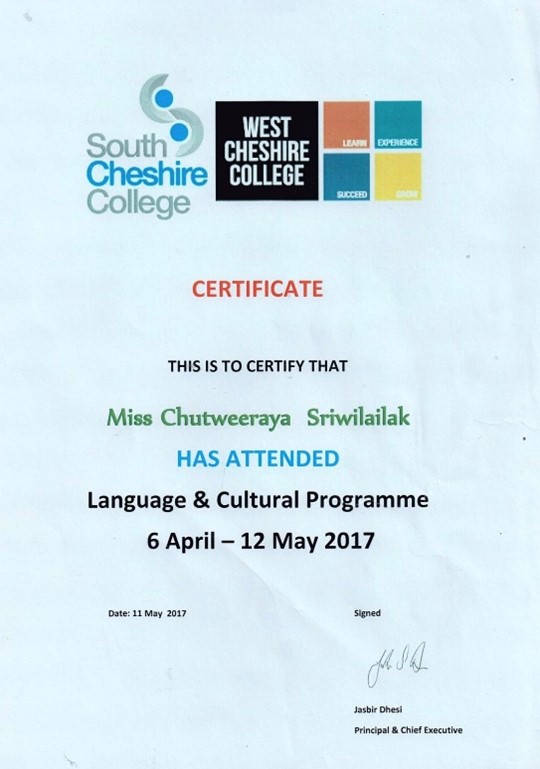 South
Cheshire
College
WEST
CHESHIRE
COLLEGE
LEARN
EXPERIENCE
SUCCEED
GROW
CERTIFICATE
THIS IS TO CERTIFY THAT
Miss Chutweeraya Sriwilailak
HAS ATTENDED
Language & Cultural Programme
6 April – 12 May 2017
Date: 11 May 2017
Signed
Jasbir Dhesi
Principal & Chief Executive